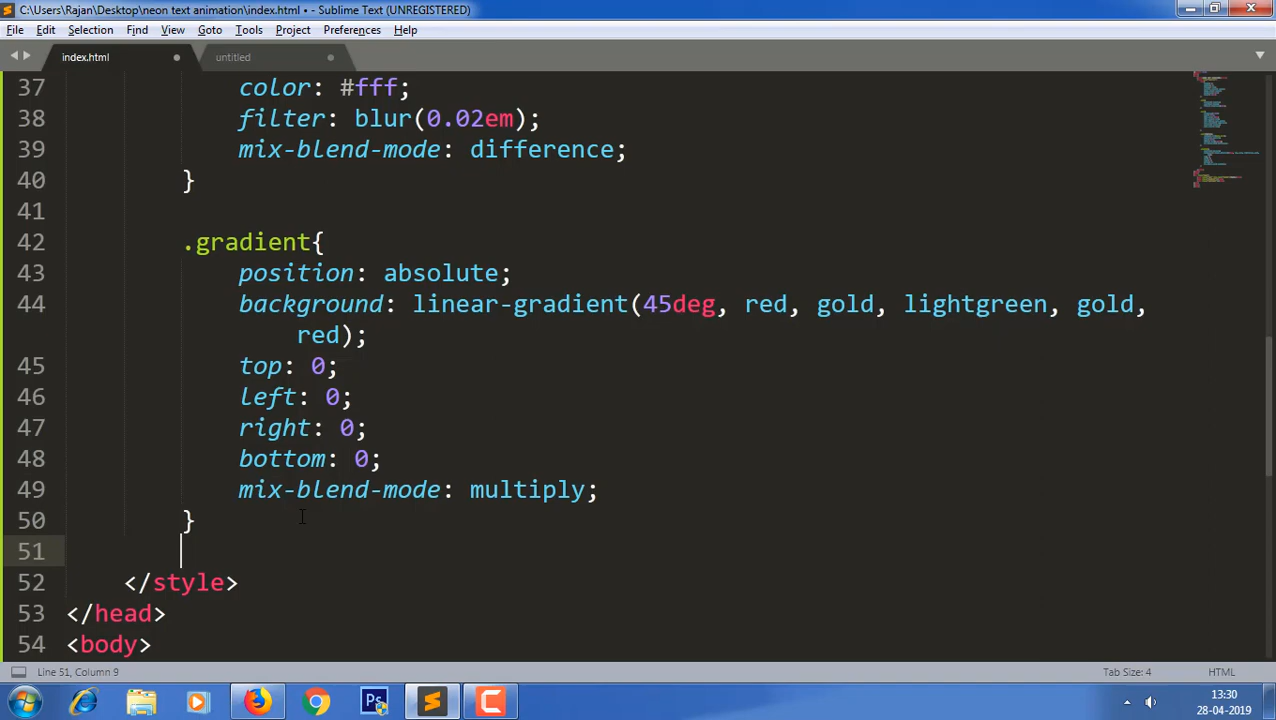 C:\Users\Rajan\Desktop\neon text animation\index.html • - Sublime Text (UNREGISTERED)
File Edit Selection Find View Goto Tools Project Preferences Help
index.html untitled
37 color: #fff;
38 filter: blur(0.02em);
39 mix-blend-mode: difference;
40 }
41
42 .gradient{
43 position: absolute;
44 background: linear-gradient(45deg, red, gold, lightgreen, gold,
red);
45 top: 0;
46 left: 0;
47 right: 0;
48 bottom: 0;
49 mix-blend-mode: multiply;
50 }
51
52 </style>
53 </head>
54 <body>
Line 51, Column 9 Tab Size: 4 HTML
Ps
13:30
28-04-2019